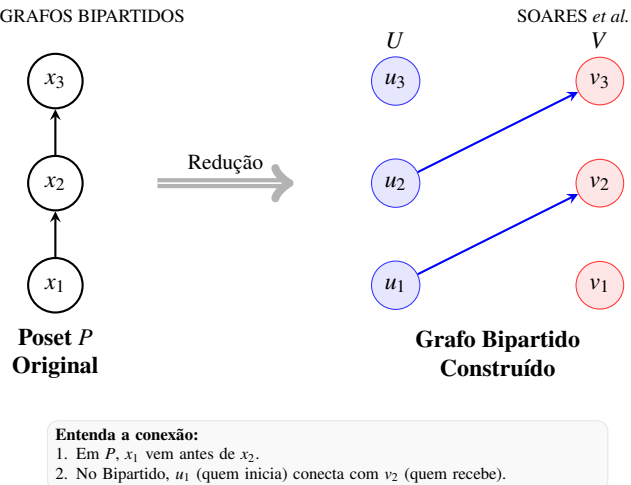 GRAFOS BIPARTIDOS
SOARES et al.
U
V
x3
u3
v3
x2
Redução
u2
v2
x1
u1
v1
Poset P
Original
Grafo Bipartido
Construído
Entenda a conexão:
1. Em P, x1 vem antes de x2.
2. No Bipartido, u1 (quem inicia) conecta com v2 (quem recebe).